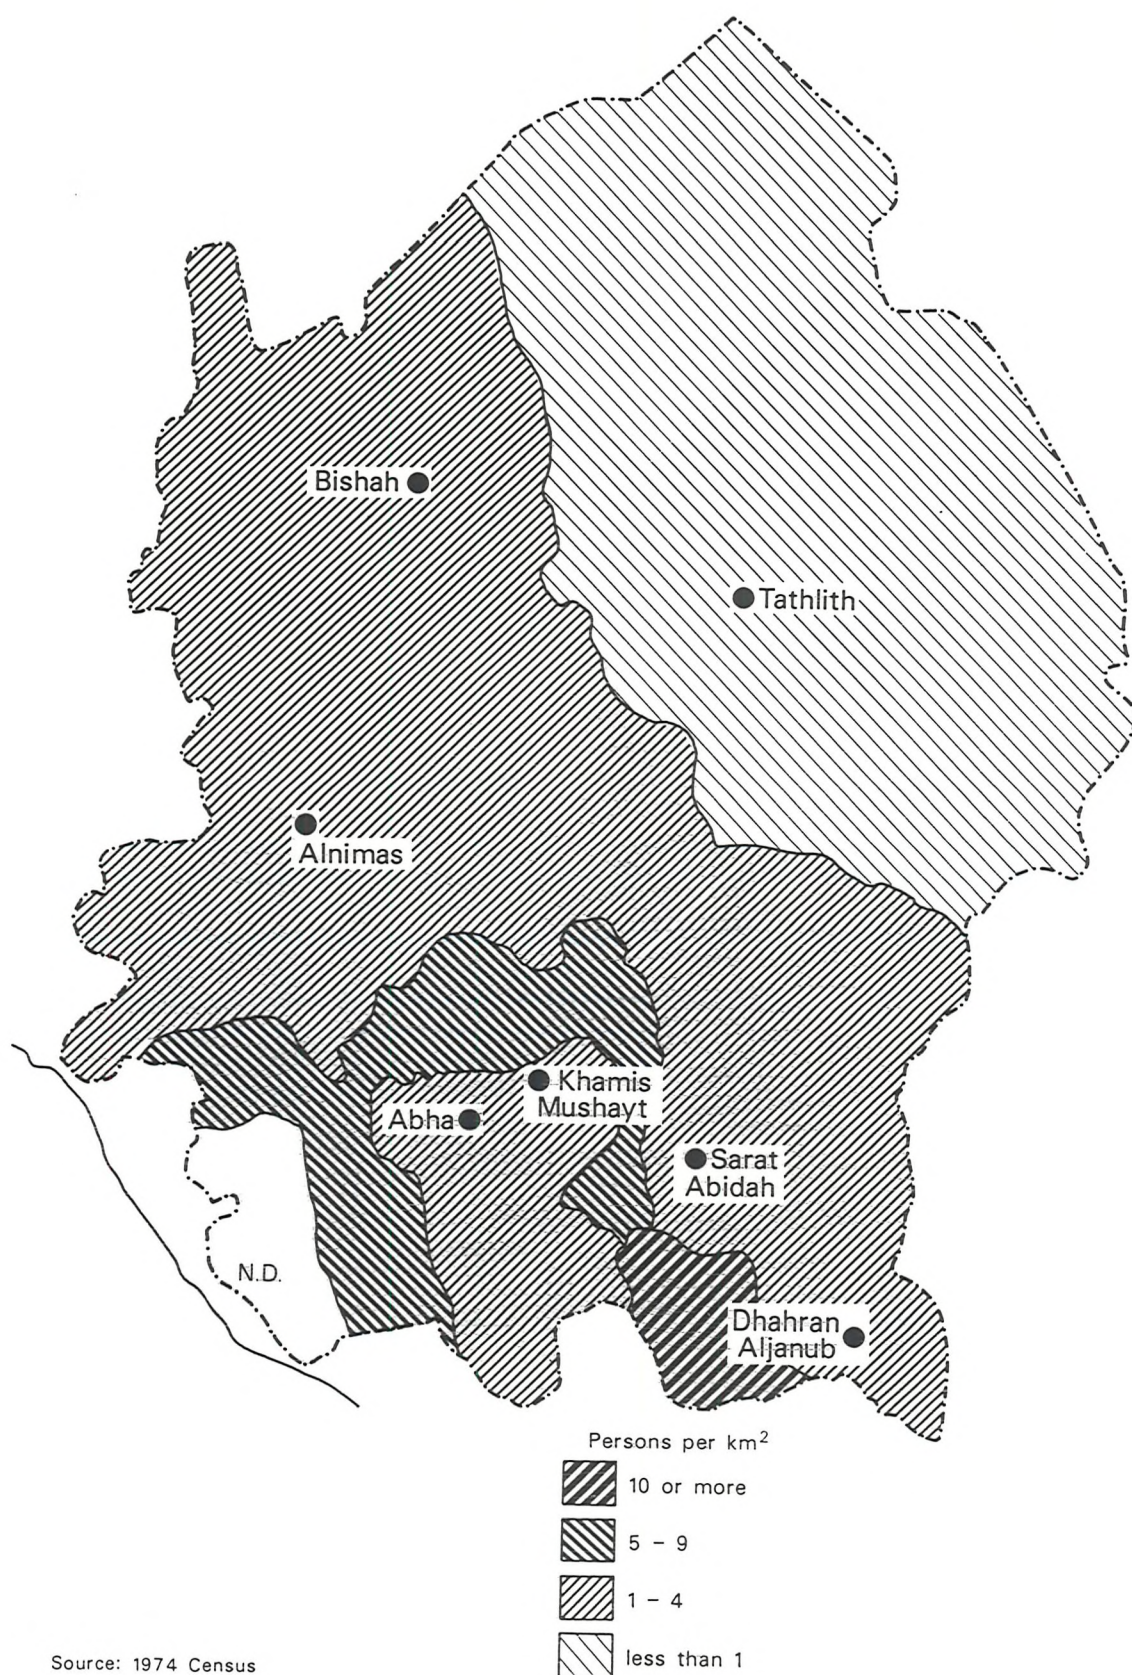 Bishah
Tathlith
Alnimas
Khamis
Mushayt
Abha
Sarat
Abidah
N.D.
Dhahran
Aljanub
Persons per km²
10 or more
5 – 9
1 – 4
less than 1
Source: 1974 Census